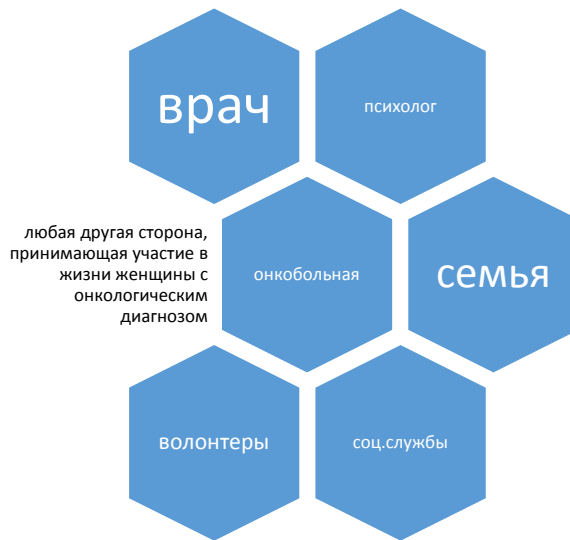 врач
психолог
любая другая сторона,
принимающая участие в
жизни женщины с
онкологическим
диагнозом
онкобольная
семья
волонтеры
соц.службы